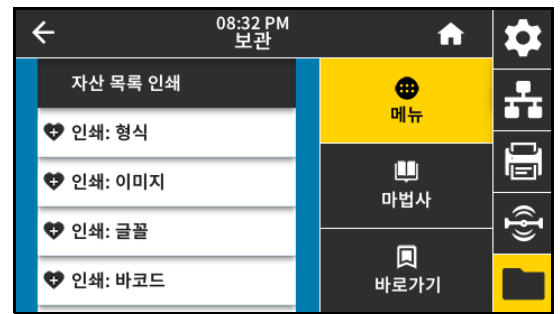 08:32 PM
보관
자산 목록 인쇄
인쇄: 형식
인쇄: 이미지
인쇄: 글꼴
인쇄: 바코드
메뉴
마법사
바로가기